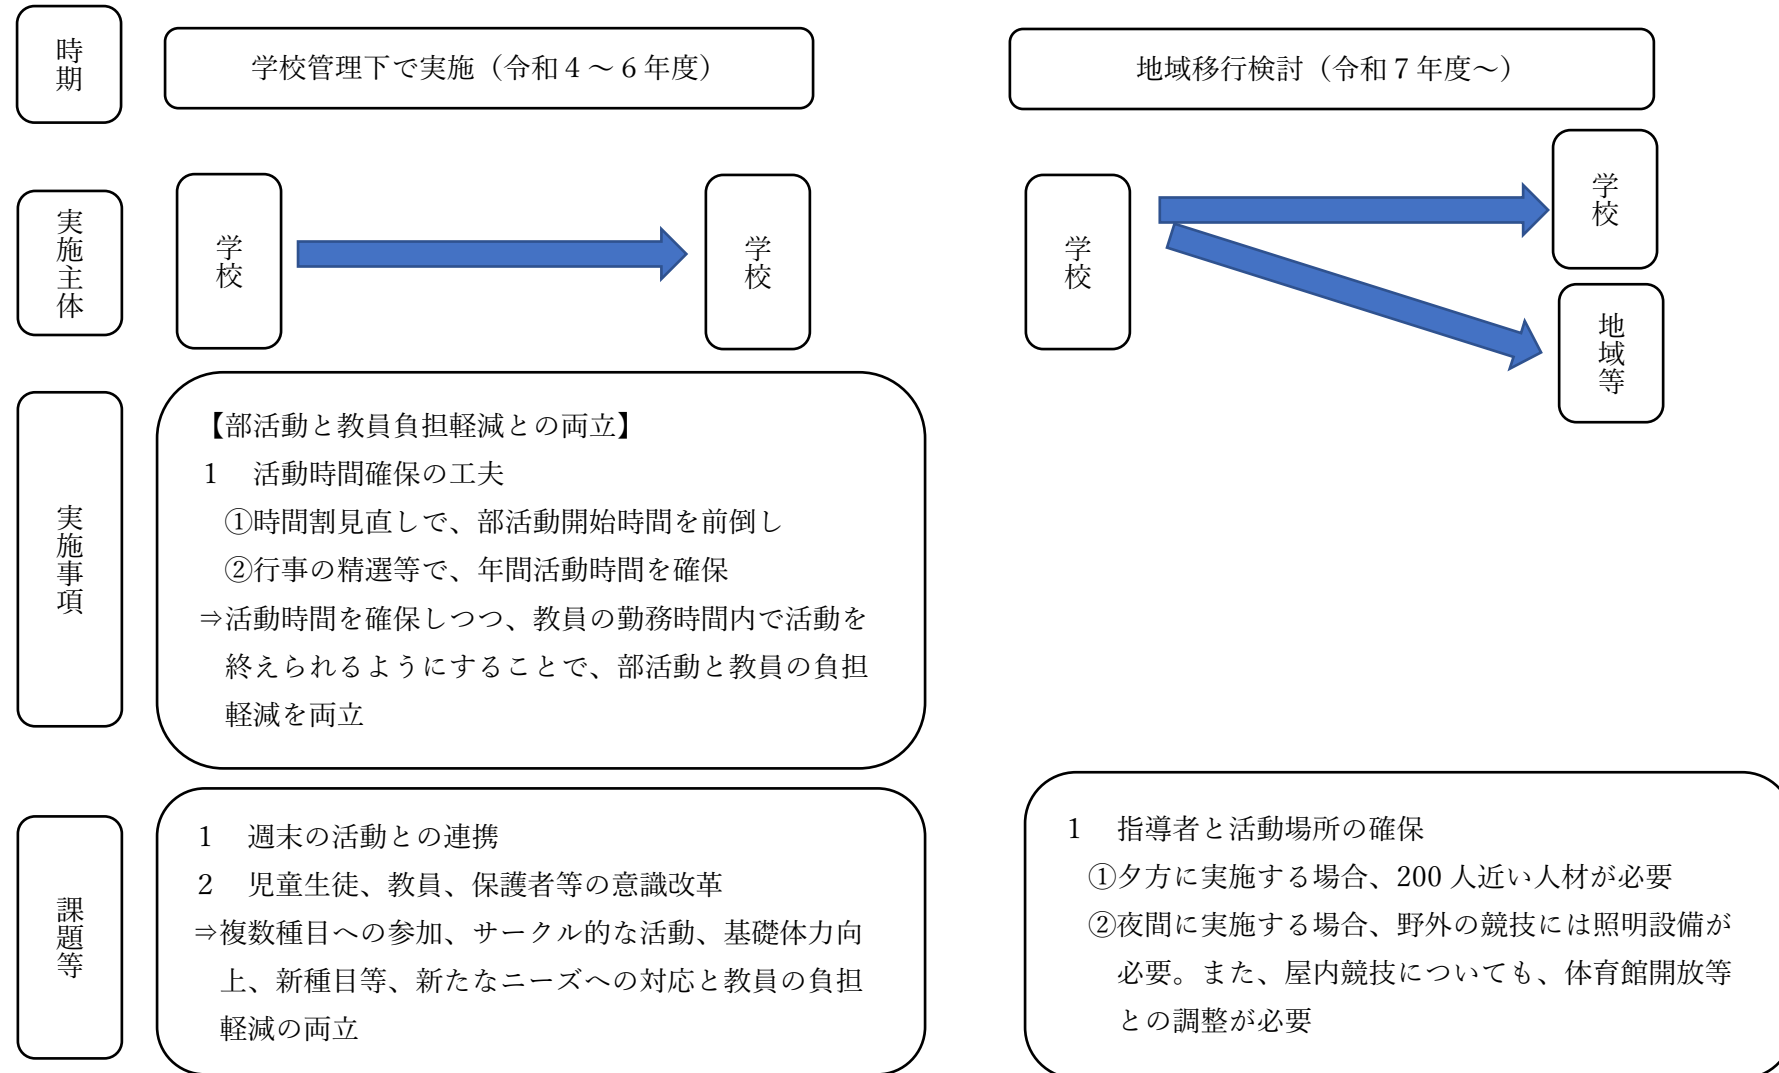 時期
学校管理下で実施（令和４～６年度）
地域移行検討（令和７年度～）
実施主体
学校
学校
学校
学校
地域等
実施事項
【部活動と教員負担軽減との両立】
１　活動時間確保の工夫
①時間割見直しで、部活動開始時間を前倒し
②行事の精選等で、年間活動時間を確保
⇒活動時間を確保しつつ、教員の勤務時間内で活動を
終えられるようにすることで、部活動と教員の負担
軽減を両立
課題等
１　週末の活動との連携
２　児童生徒、教員、保護者等の意識改革
⇒複数種目への参加、サークル的な活動、基礎体力向
上、新種目等、新たなニーズへの対応と教員の負担
軽減の両立
１　指導者と活動場所の確保
①夕方に実施する場合、200 人近い人材が必要
②夜間に実施する場合、野外の競技には照明設備が
必要。また、屋内競技についても、体育館開放等
との調整が必要